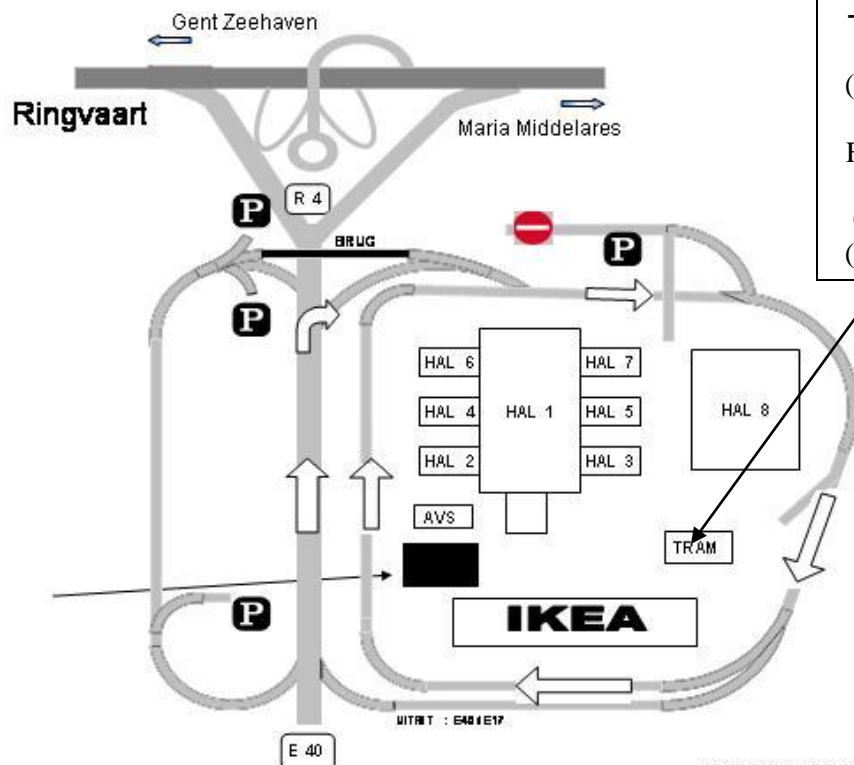 Gent Zeehaven
Ringvaart
Maria Middelares
R 4
P
BRUG
P
P
HAL 6
HAL 7
HAL 4
HAL 1
HAL 5
HAL 8
HAL 2
HAL 3
AVS
TRAM
P
IKEA
UITRIT : E40 / E17
E 40